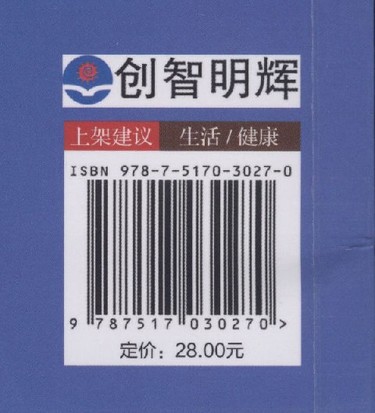 创智明辉
上架建议 生活 / 健康
ISBN 978-7-5170-3027-0
9 787517 030270 >
定价：28.00元